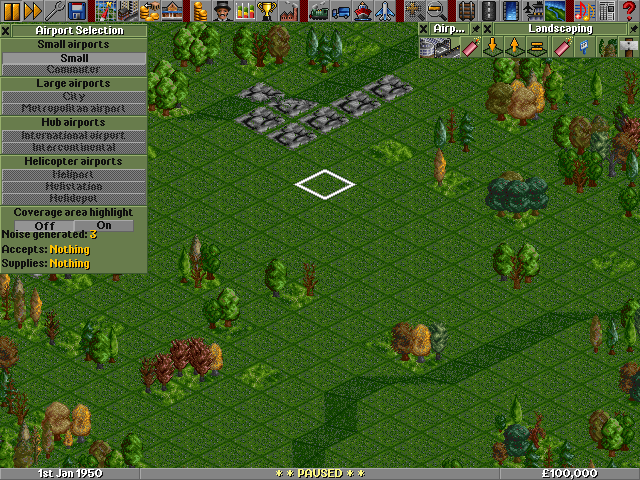 Airport Selection
Airp...
Landscaping
Small airports
Small
Commuter
Large airports
City
Metropolitan airport
Hub airports
International airport
Intercontinental
Helicopter airports
Heliport
Helistation
Helidepot
Coverage area highlight
Off
On
Noise generated: 3
Accepts: Nothing
Supplies: Nothing
1st Jan 1950
* * PAUSED * *
£100,000